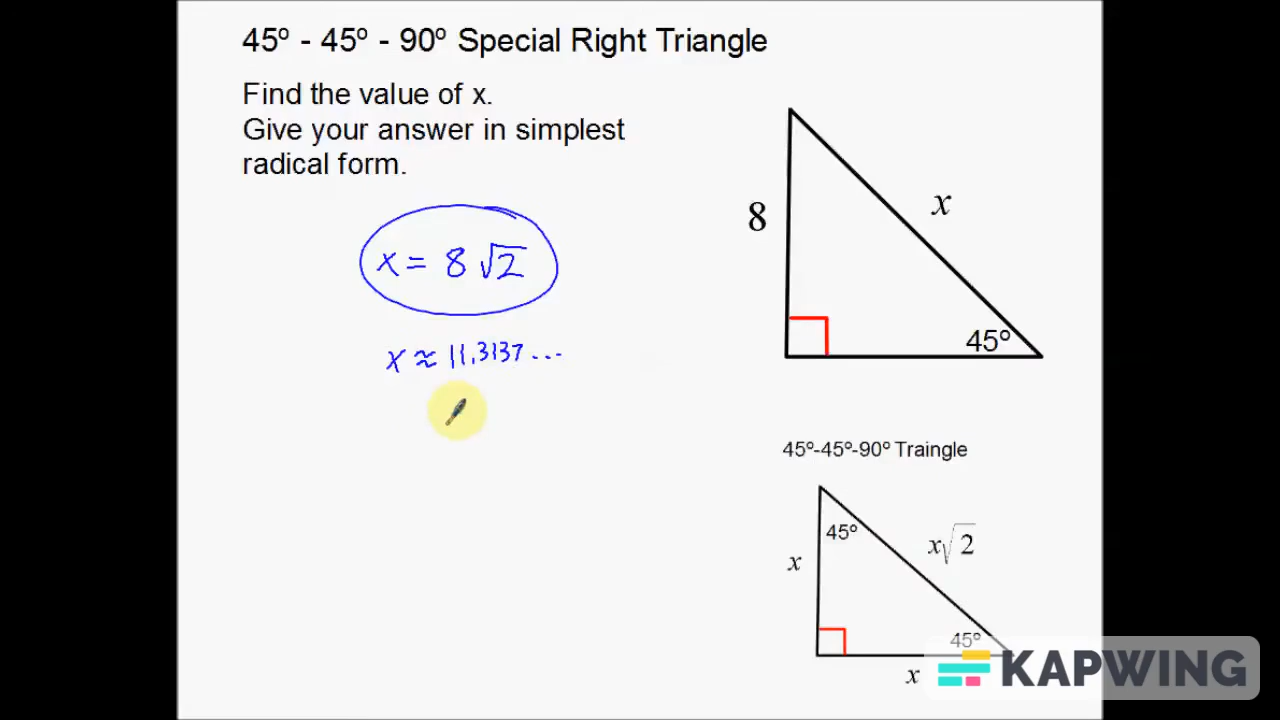 45º - 45º - 90º Special Right Triangle
Find the value of x.
Give your answer in simplest
radical form.
x = 8 √2
x ≈ 11.3137 ...
8
x
45º
45º-45º-90º Traingle
45º
x√2
x
45º
x
KAPWING